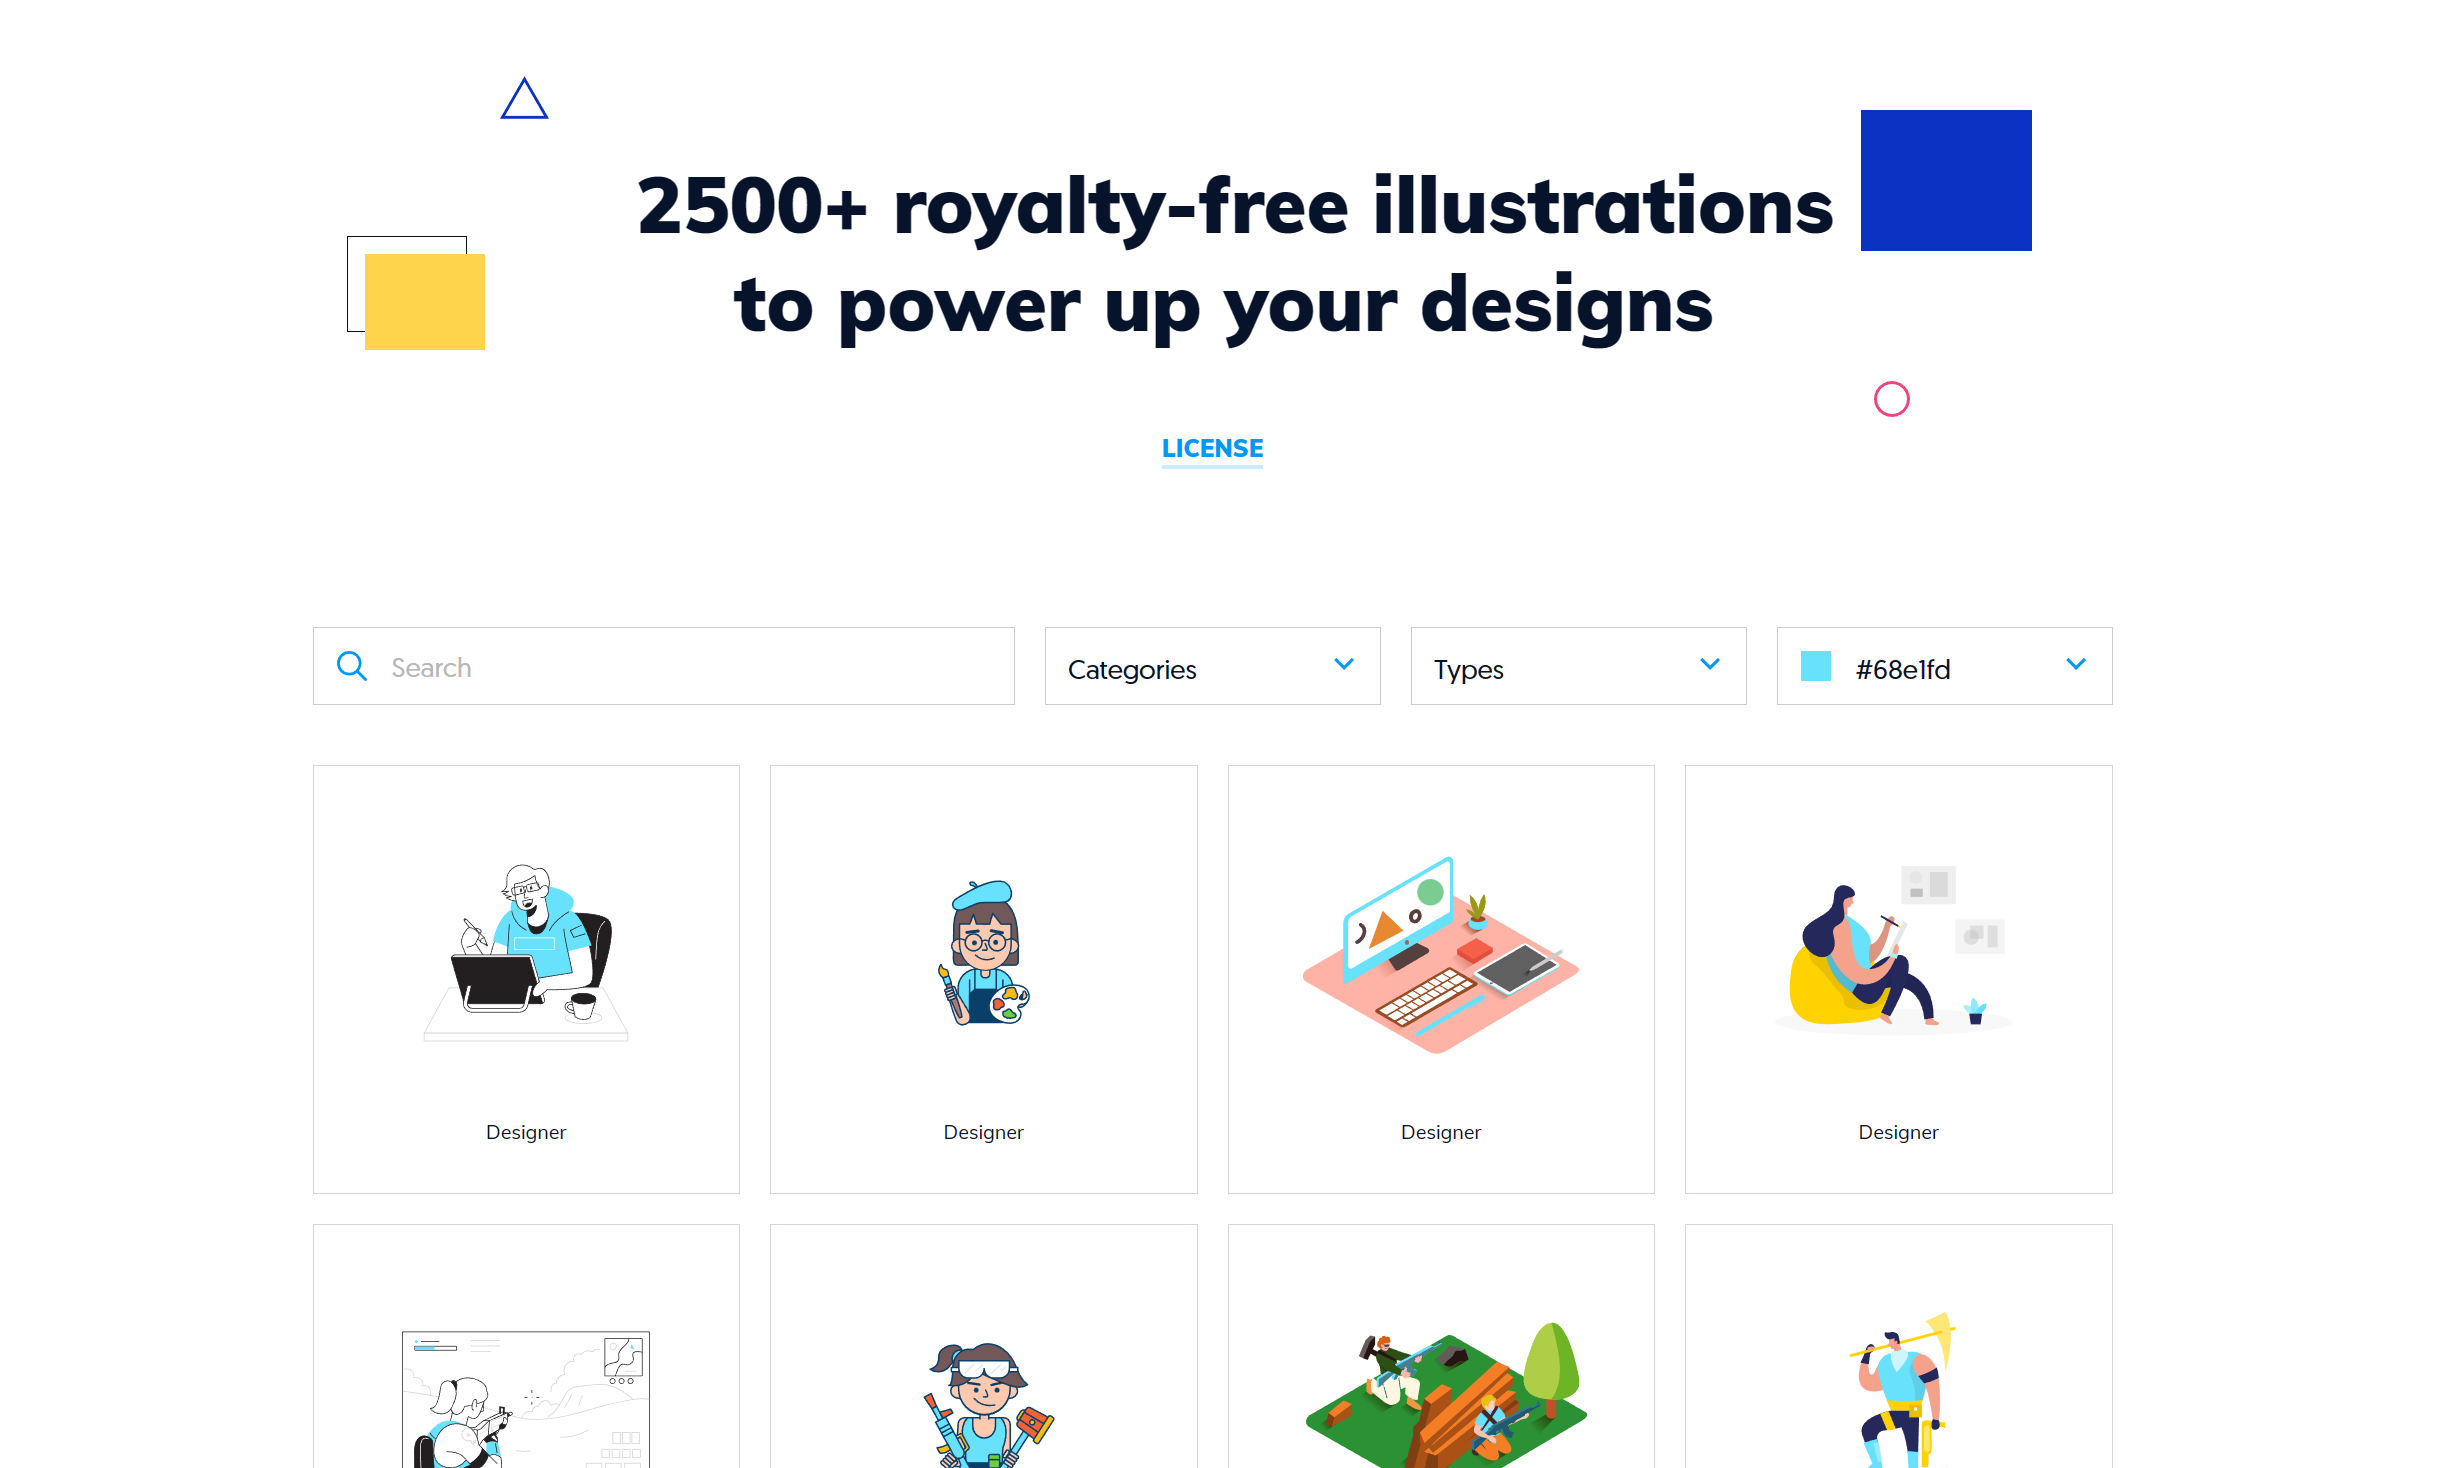 2500+ royalty-free illustrations
to power up your designs
LICENSE
Search
Categories
Types
#68e1fd
Designer
Designer
Designer
Designer